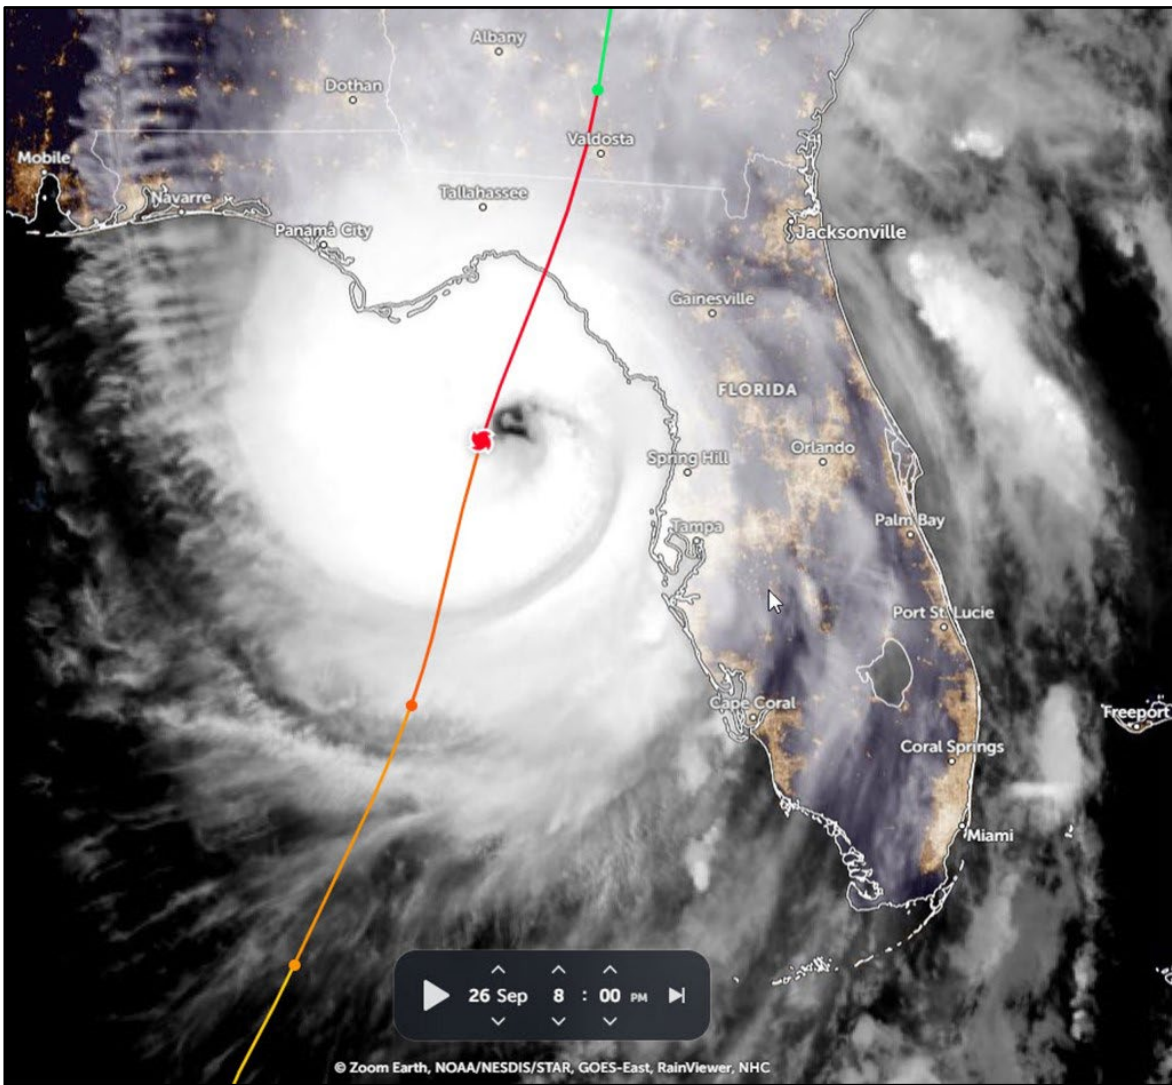 Albany
Dothan
Valdosta
Mobile
Navarre
Tallahassee
Panama City
Jacksonville
Gainesville
FLORIDA
Orlando
Spring Hill
Palm Bay
Tampa
Port St. Lucie
Cape Coral
Freeport
Coral Springs
Miami
26 Sep 8 : 00 PM
© Zoom Earth, NOAA/NESDIS/STAR, GOES-East, RainViewer, NHC